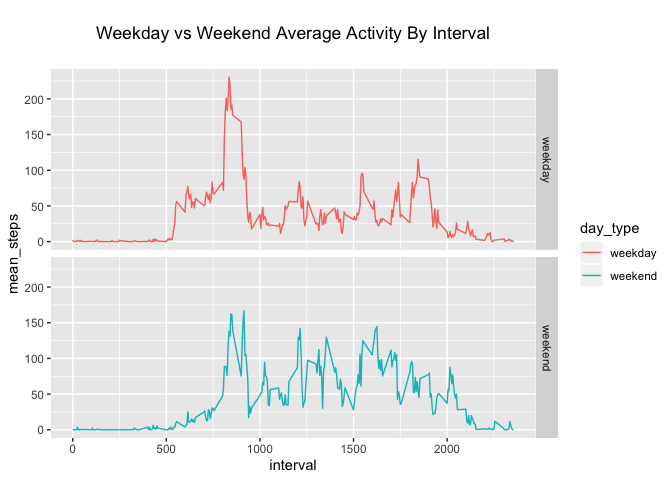 Weekday vs Weekend Average Activity By Interval
mean_steps
200
150
100
50
0
weekday
200
150
100
50
0
weekend
0
500
1000
1500
2000
interval
day_type
weekday
weekend